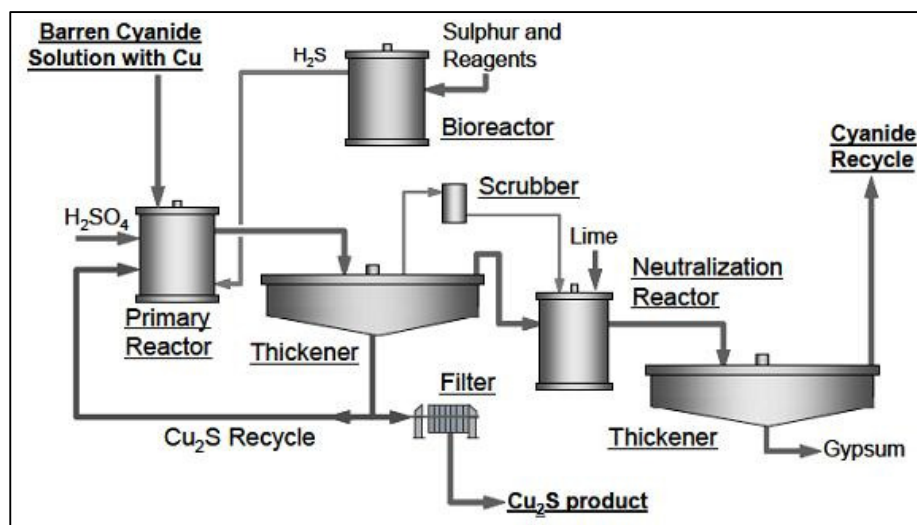 Barren Cyanide
Solution with Cu
H₂S
Sulphur and
Reagents
Bioreactor
Cyanide
Recycle
Scrubber
H₂SO₄
Lime
Neutralization
Reactor
Primary
Reactor
Thickener
Filter
Cu₂S Recycle
Thickener
Gypsum
Cu₂S product